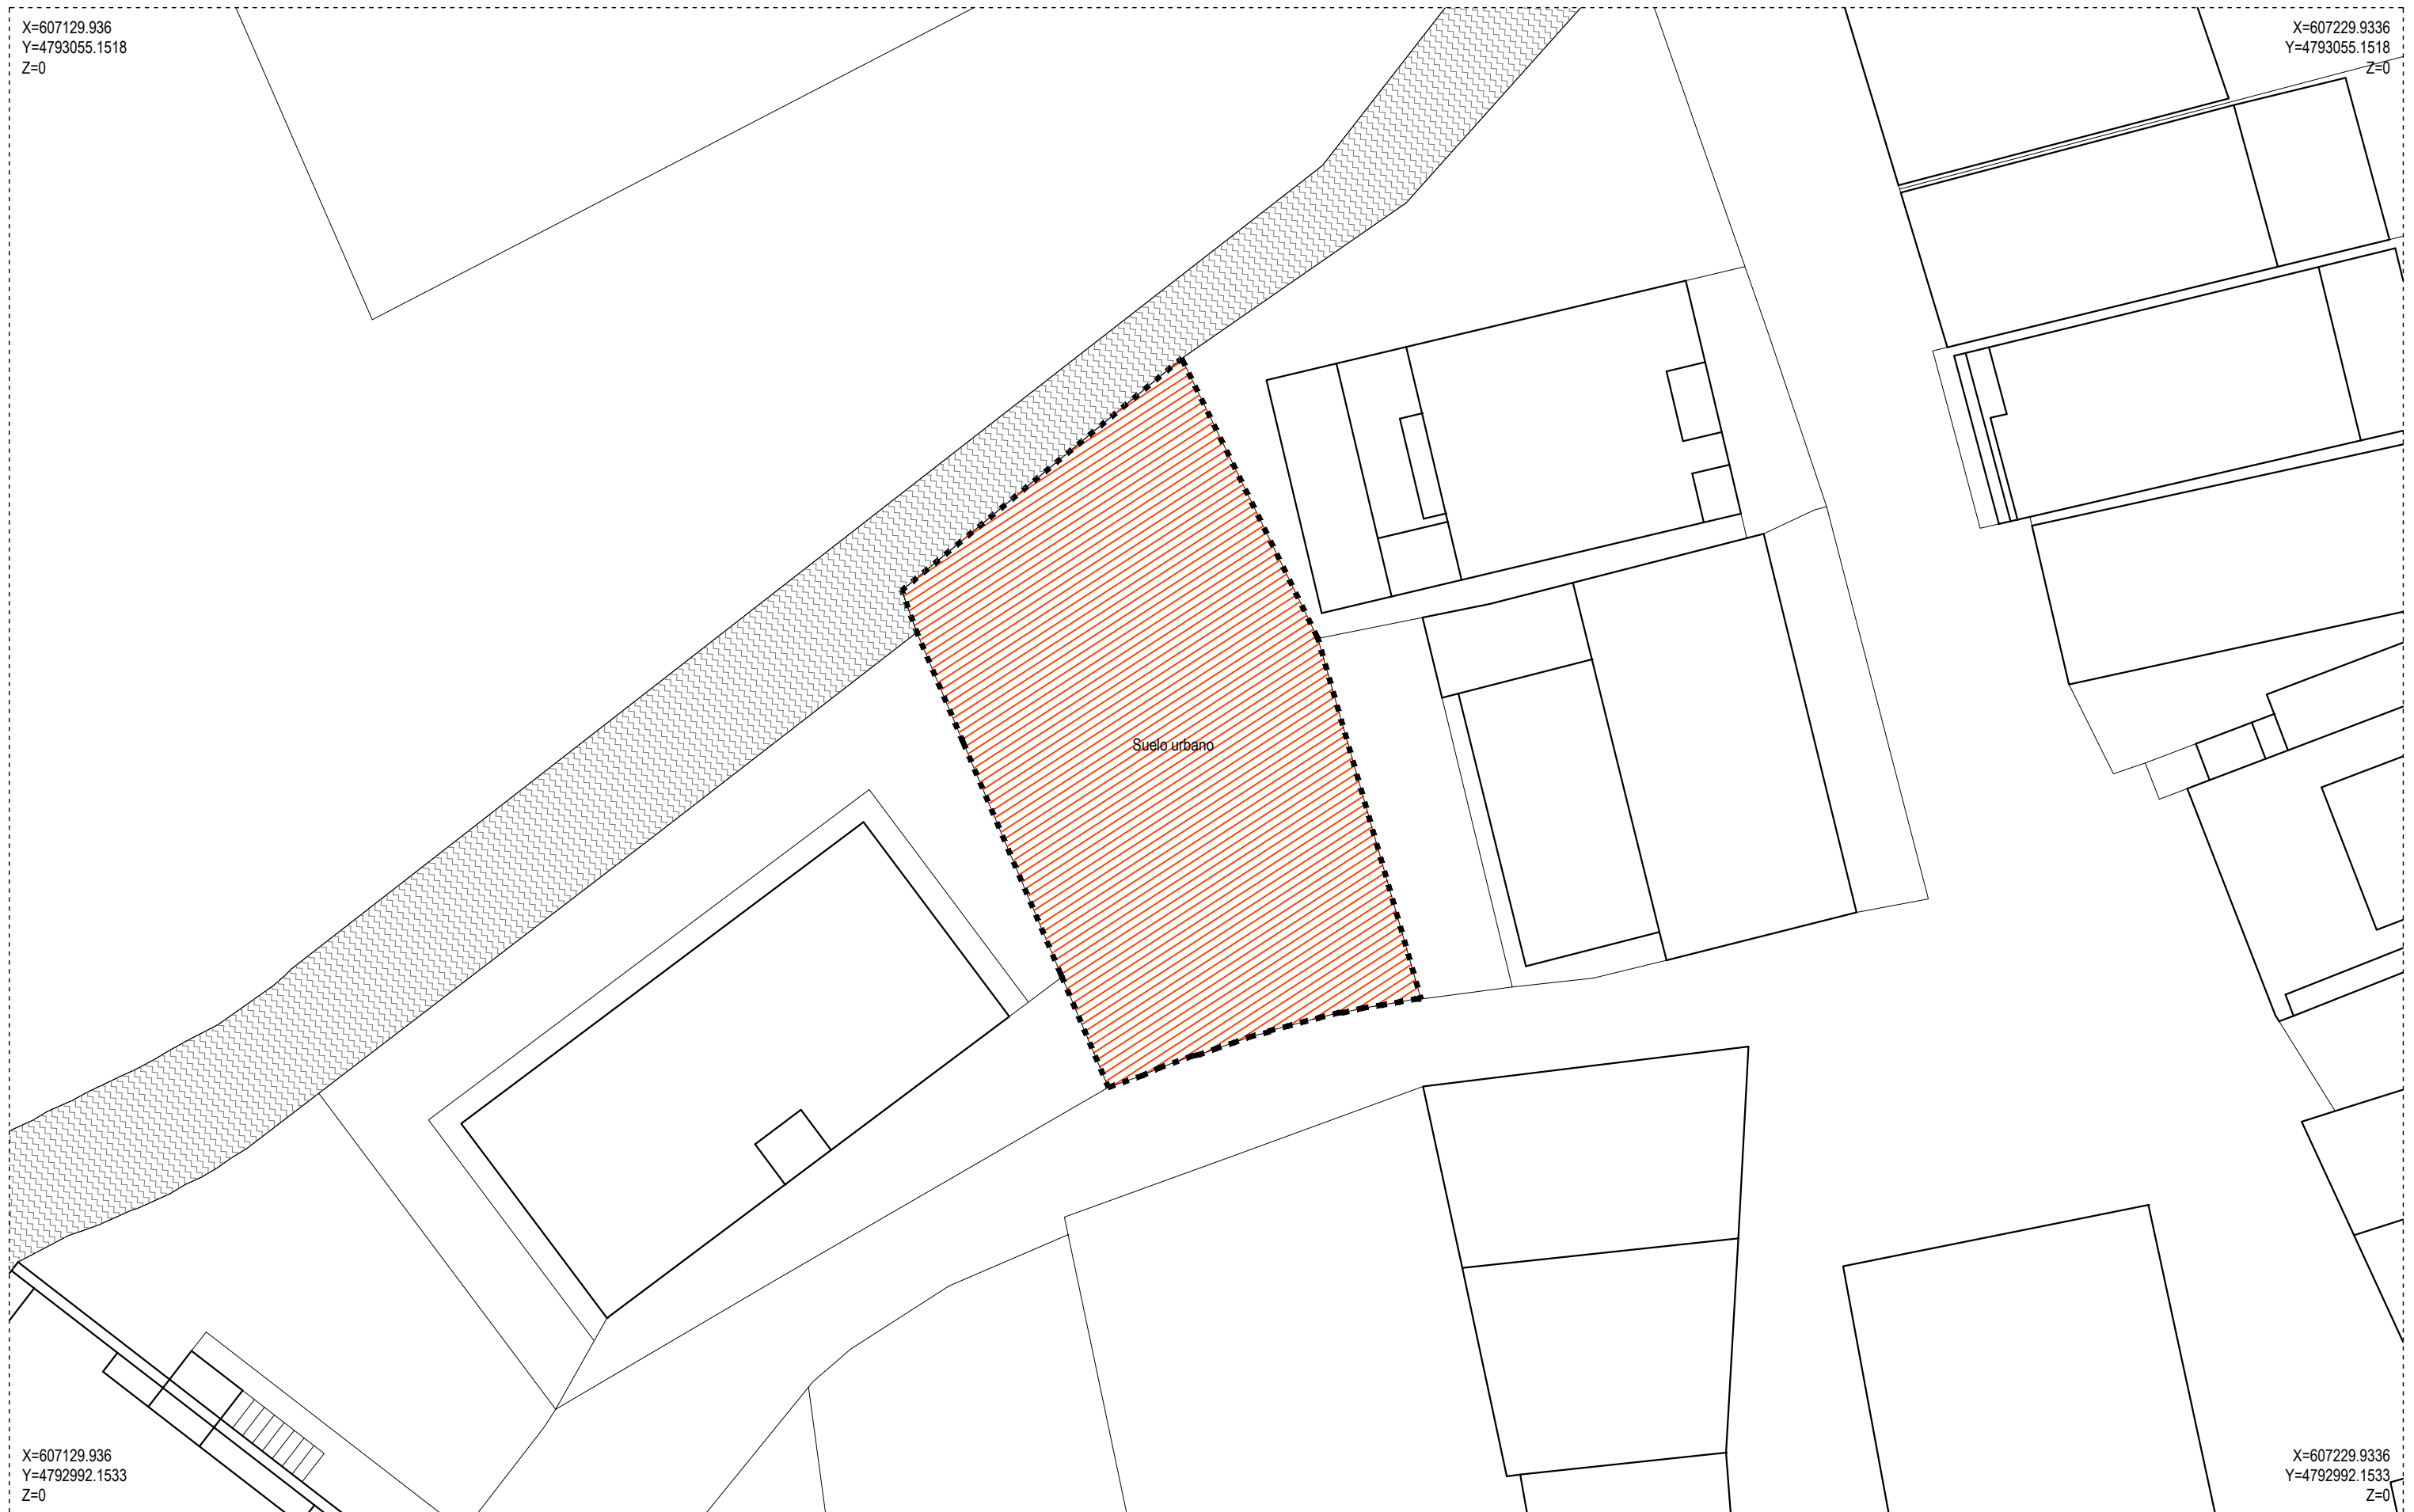 X=607129.936
Y=4793055.1518
Z=0
X=607229.9336
Y=4793055.1518
Z=0
Suelo urbano
X=607129.936
Y=4792992.1533
Z=0
X=607229.9336
Y=4792992.1533
Z=0